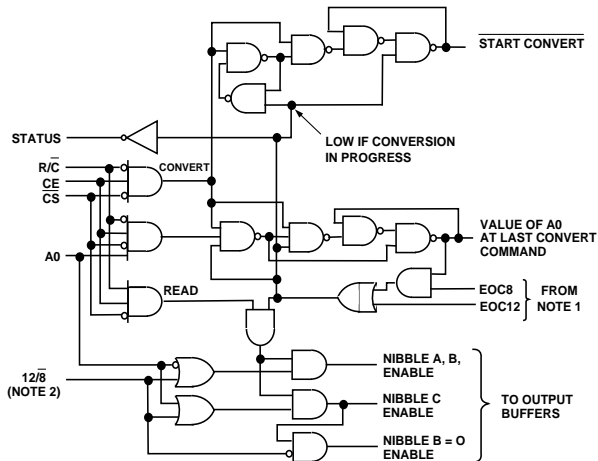 START CONVERT
STATUS
LOW IF CONVERSION
IN PROGRESS
R/C
CE
CS
CONVERT
A0
VALUE OF A0
AT LAST CONVERT
COMMAND
READ
EOC8
EOC12
FROM
NOTE 1
12/8
(NOTE 2)
NIBBLE A, B,
ENABLE
NIBBLE C
ENABLE
NIBBLE B = O
ENABLE
TO OUTPUT
BUFFERS